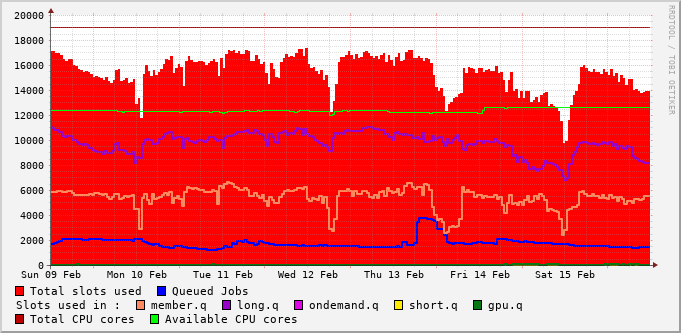 20000
18000
16000
14000
12000
10000
8000
6000
4000
2000
0
Sun 09 Feb Mon 10 Feb Tue 11 Feb Wed 12 Feb Thu 13 Feb Fri 14 Feb Sat 15 Feb
Total slots used Queued Jobs
Slots used in : member.q long.q ondemand.q short.q gpu.q
Total CPU cores Available CPU cores
RRDTOOL / TOBI OETIKER